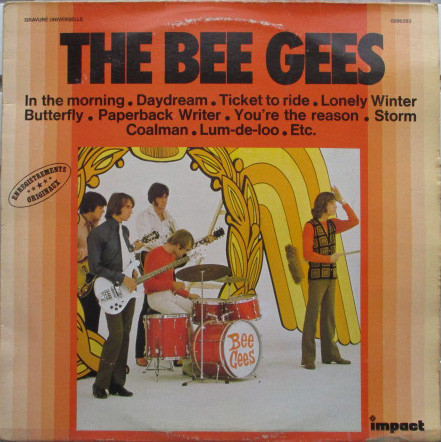 GRAVURE UNIVERSELLE
THE BEE GEES
In the morning • Daydream • Ticket to ride • Lonely Winter
Butterfly • Paperback Writer • You're the reason • Storm
Coalman • Lum-de-loo • Etc.
ENREGISTREMENTS
ORIGINAUX
Bee
Gees
impact